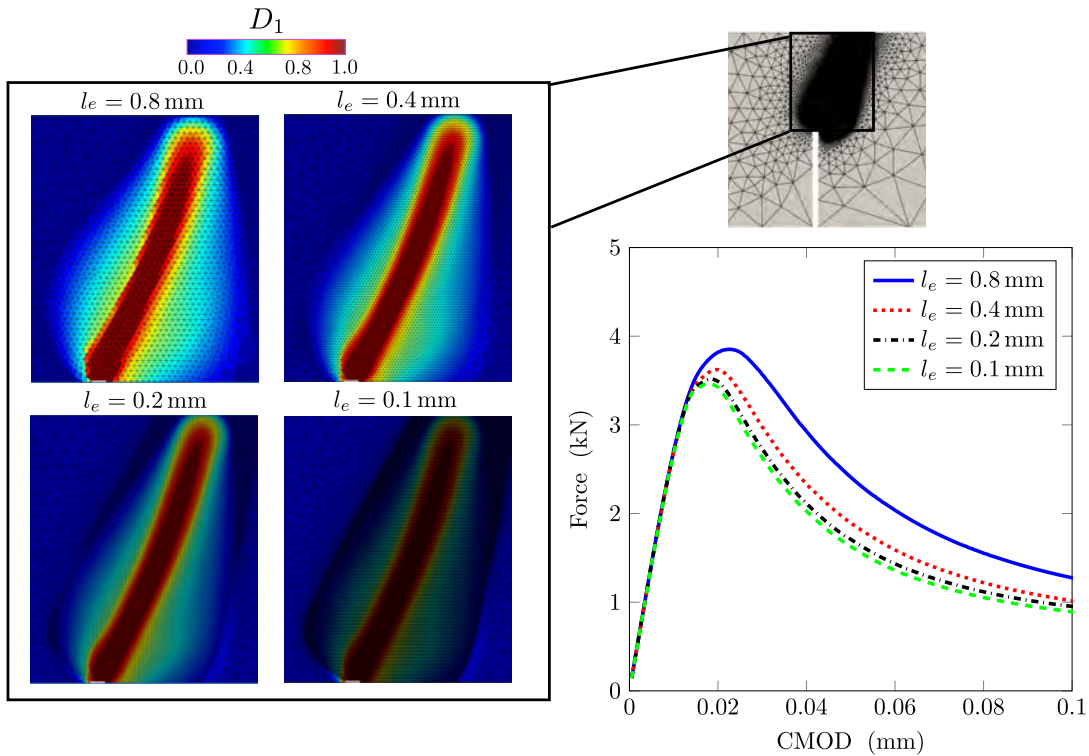 D₁
0.0 0.4 0.8 1.0
lₑ = 0.8 mm
lₑ = 0.4 mm
lₑ = 0.2 mm
lₑ = 0.1 mm
5
4
3
2
1
0
Force (kN)
lₑ = 0.8 mm
lₑ = 0.4 mm
lₑ = 0.2 mm
lₑ = 0.1 mm
0 0.02 0.04 0.06 0.08 0.1
CMOD (mm)